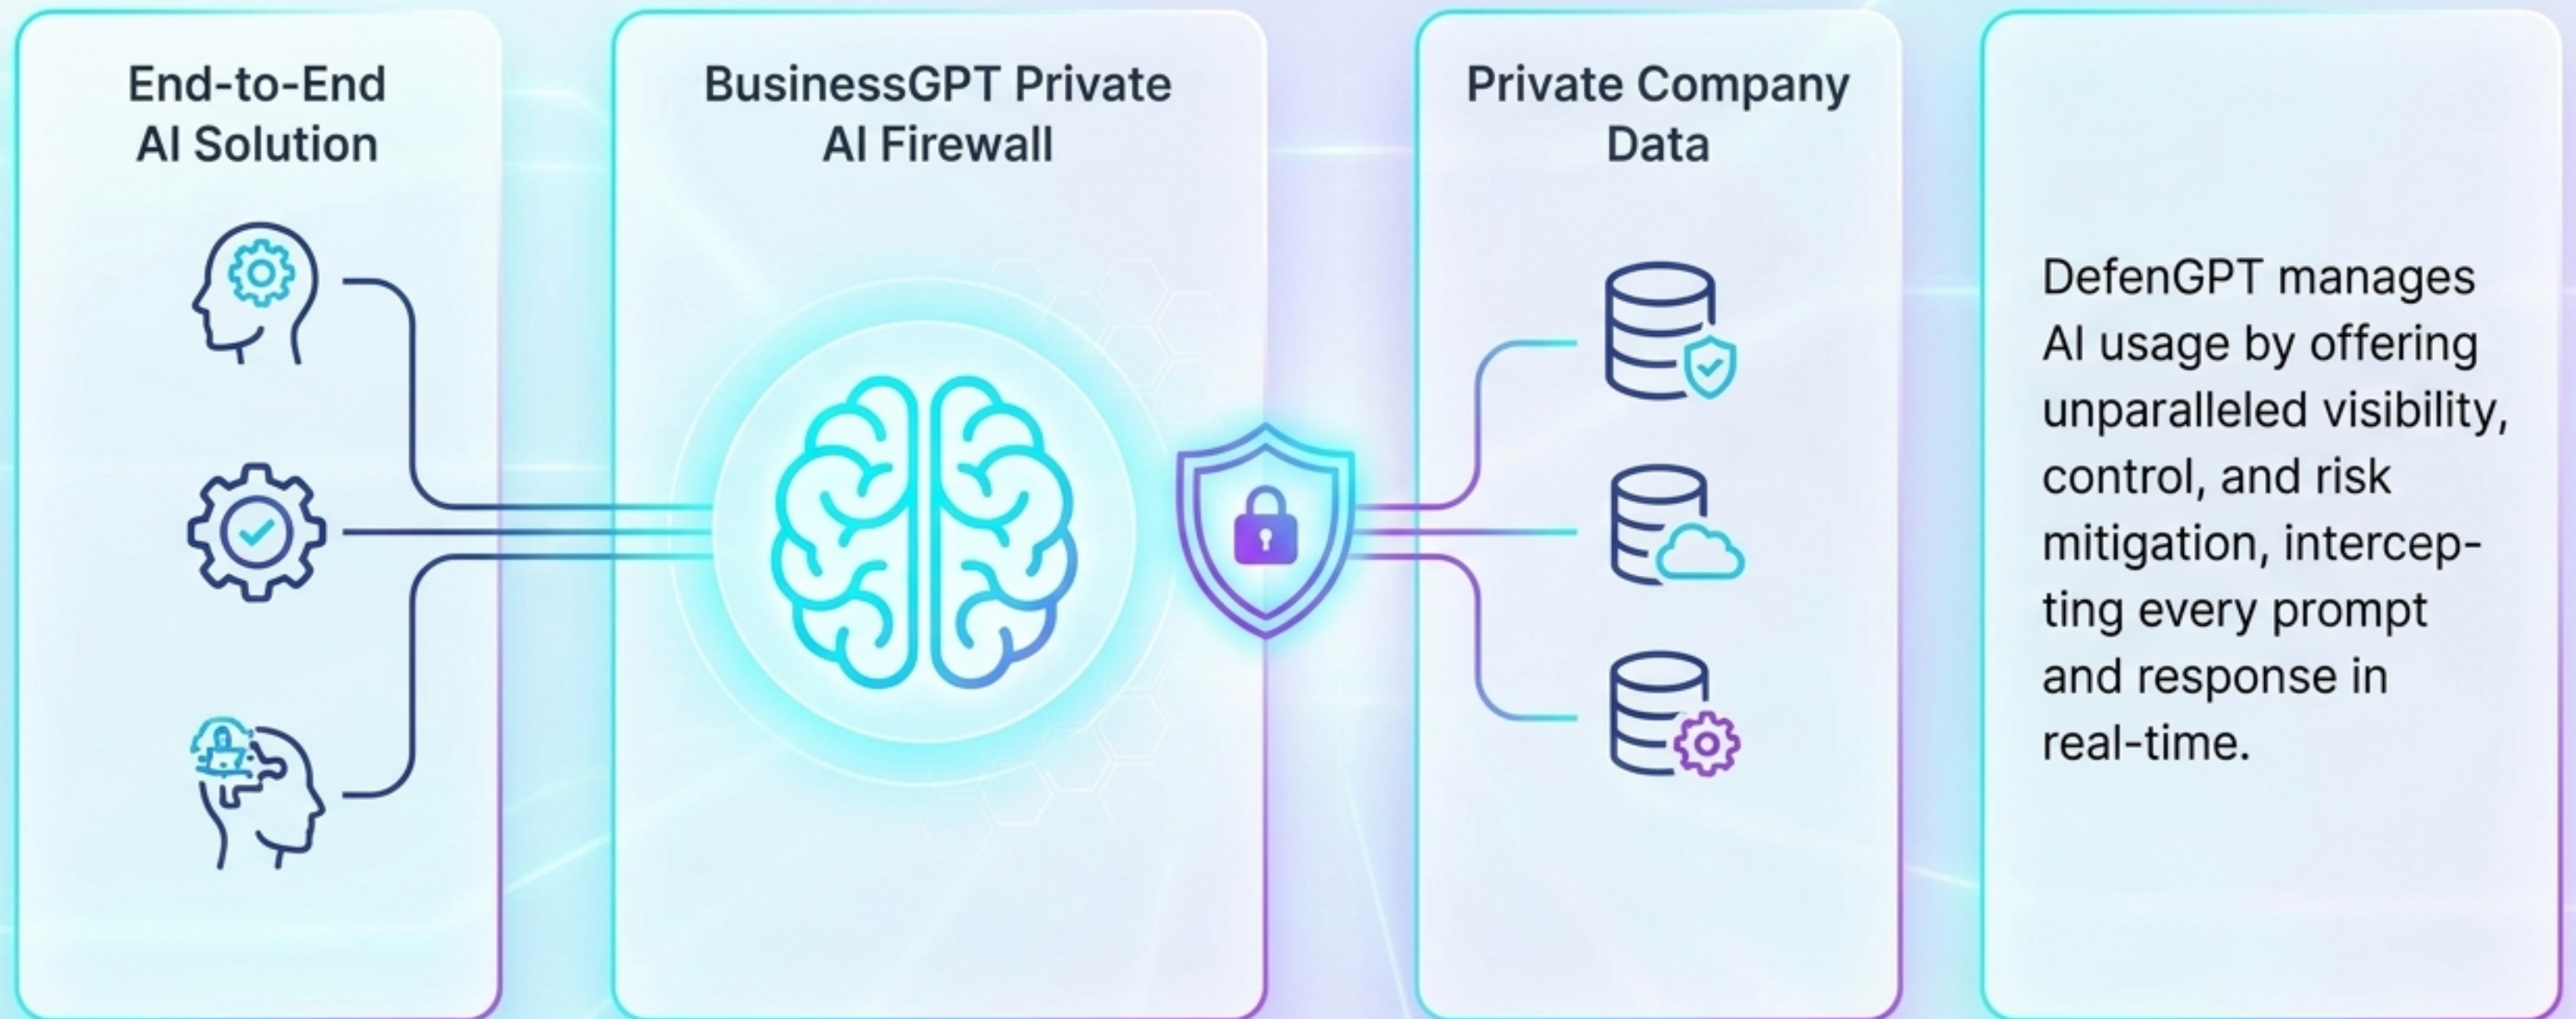 End-to-End
AI Solution
BusinessGPT Private
AI Firewall
Private Company
Data
DefenGPT manages
AI usage by offering
unparalleled visibility,
control, and risk
mitigation, intercep-
ting every prompt
and response in
real-time.